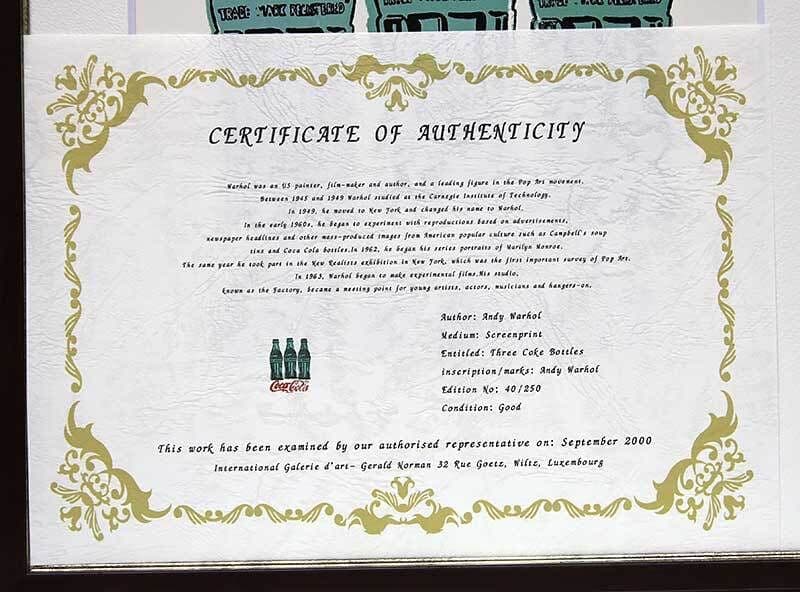 TRADE MARK REGISTERED
TRADE MARK REGISTERED
CERTIFICATE OF AUTHENTICITY
Warhol was an US painter, film-maker and author, and a leading figure in the Pop Art movement.
Between 1945 and 1949 Warhol studied at the Carnegie Institute of Technology.
In 1949, he moved to New York and changed his name to Warhol.
In the early 1960s, he began to experiment with reproductions based on advertisements,
newspaper headlines and other mass-produced images from American popular culture such as Campbell's soup
tins and Coca Cola bottles.In 1962, he began his series portraits of Marilyn Monroe.
The same year he took part in the New Realists exhibition in New York, which was the first important survey of Pop Art.
In 1963, Warhol began to make experimental films.His studio,
known as the Factory, became a meeting point for young artists, actors, musicians and hangers-on.
Author: Andy Warhol
Medium: Screenprint
Entitled: Three Coke Bottles
inscription/marks: Andy Warhol
Edition No: 40/250
Condition: Good
Coca-Cola
This work has been examined by our authorised representative on: September 2000
International Galerie d'art- Gerald Norman 32 Rue Goetz, Wiltz, Luxembourg